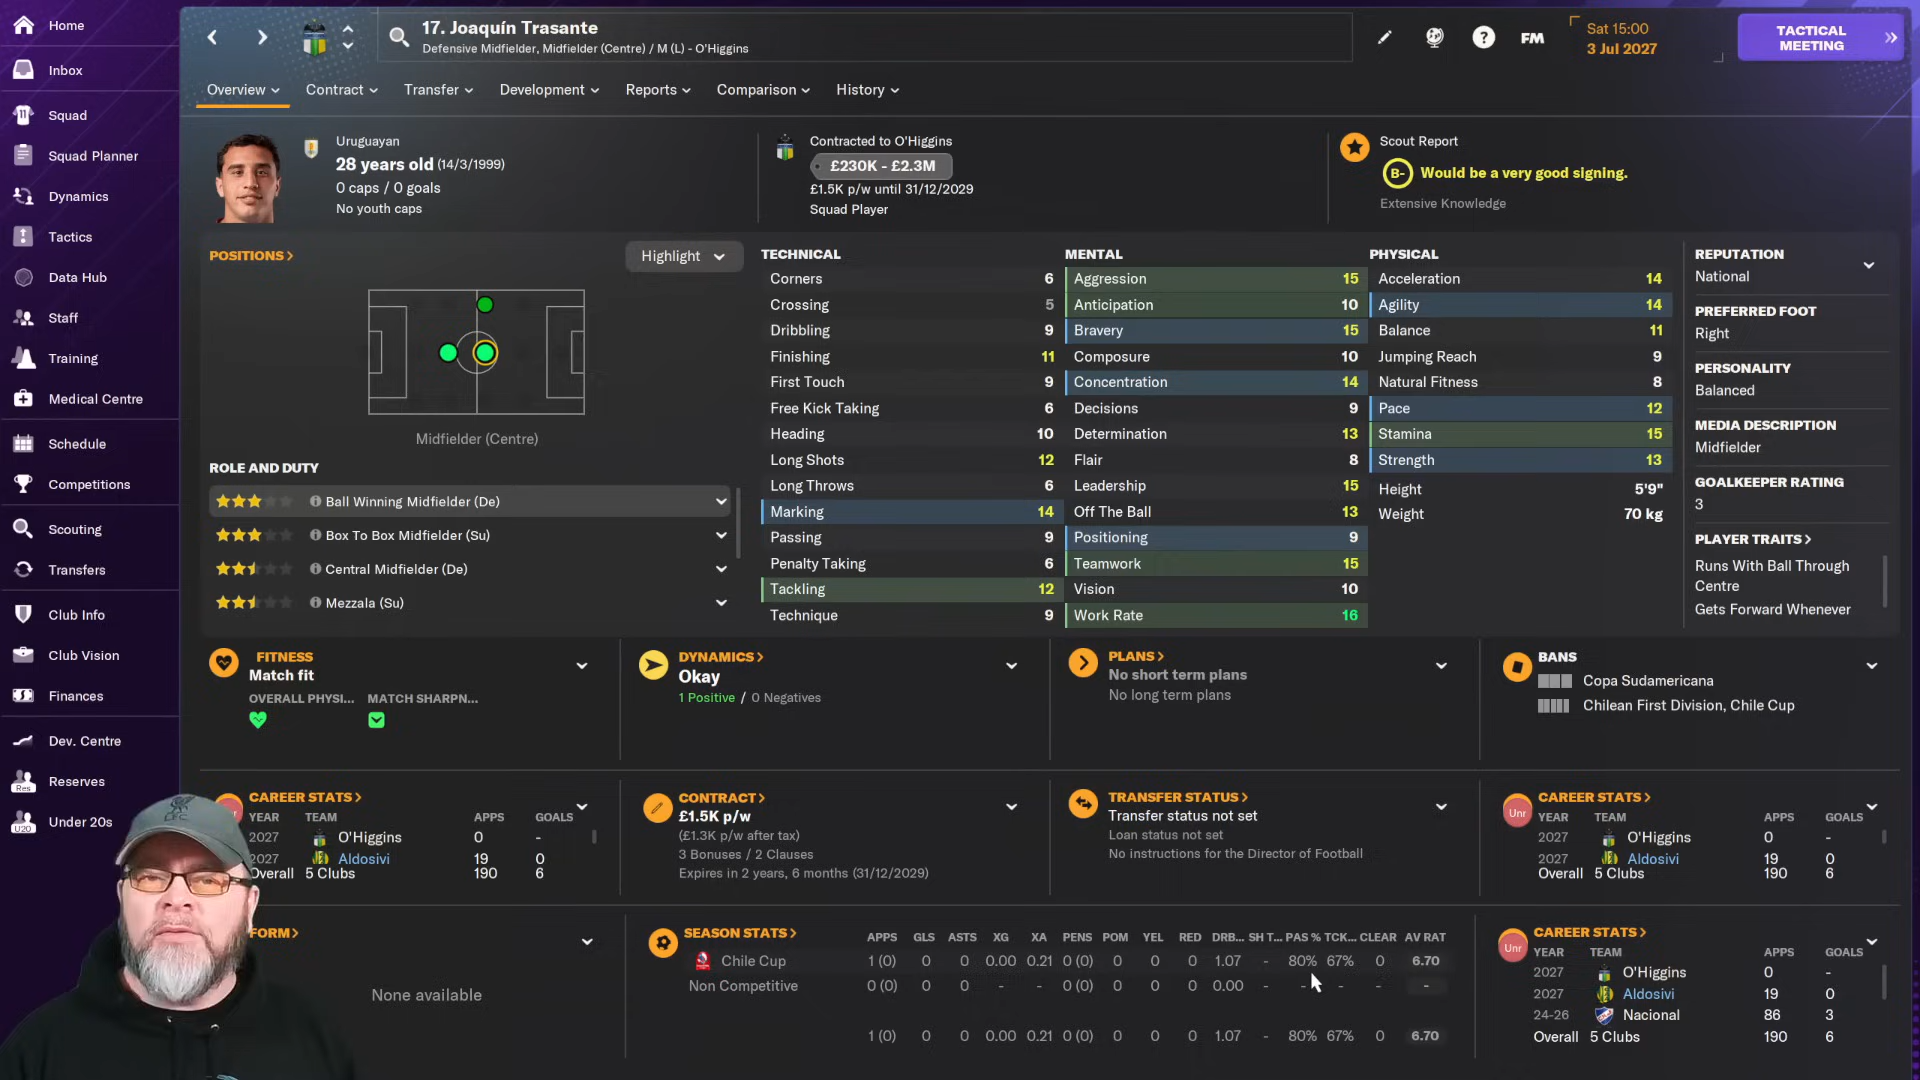 Home
Inbox
Squad
Squad Planner
Dynamics
Tactics
Data Hub
Staff
Training
Medical Centre
Schedule
Competitions
Scouting
Transfers
Club Info
Club Vision
Finances
Dev. Centre
Res
Reserves
U20
Under 20s
17. Joaquín Trasante
Defensive Midfielder, Midfielder (Centre) / M (L) - O'Higgins
?
FM
Sat 15:00
3 Jul 2027
TACTICAL
MEETING
Overview Contract Transfer Development Reports Comparison History
Uruguayan
28 years old (14/3/1999)
0 caps / 0 goals
No youth caps
Contracted to O'Higgins
£230K - £2.3M
£1.5K p/w until 31/12/2029
Squad Player
Scout Report
B- Would be a very good signing.
Extensive Knowledge
POSITIONS >
Highlight
Midfielder (Centre)
ROLE AND DUTY
Ball Winning Midfielder (De)
Box To Box Midfielder (Su)
Central Midfielder (De)
Mezzala (Su)
TECHNICAL
Corners 6
Crossing 5
Dribbling 9
Finishing 11
First Touch 9
Free Kick Taking 6
Heading 10
Long Shots 12
Long Throws 6
Marking 14
Passing 9
Penalty Taking 6
Tackling 12
Technique 9
MENTAL
Aggression 15
Anticipation 10
Bravery 15
Composure 10
Concentration 14
Decisions 9
Determination 13
Flair 8
Leadership 15
Off The Ball 13
Positioning 9
Teamwork 15
Vision 10
Work Rate 16
PHYSICAL
Acceleration 14
Agility 14
Balance 11
Jumping Reach 9
Natural Fitness 8
Pace 12
Stamina 15
Strength 13
Height 5'9"
Weight 70 kg
REPUTATION
National
PREFERRED FOOT
Right
PERSONALITY
Balanced
MEDIA DESCRIPTION
Midfielder
GOALKEEPER RATING
3
PLAYER TRAITS >
Runs With Ball Through
Centre
Gets Forward Whenever
FITNESS
Match fit
OVERALL PHYSI... MATCH SHARPN...
DYNAMICS >
Okay
1 Positive / 0 Negatives
PLANS >
No short term plans
No long term plans
BANS
Copa Sudamericana
Chilean First Division, Chile Cup
CAREER STATS >
YEAR TEAM APPS GOALS
2027 O'Higgins 0 -
2027 Aldosivi 19 0
Overall 5 Clubs 190 6
CONTRACT >
£1.5K p/w
(£1.3K p/w after tax)
3 Bonuses / 2 Clauses
Expires in 2 years, 6 months (31/12/2029)
TRANSFER STATUS >
Transfer status not set
Loan status not set
No instructions for the Director of Football
Unr
CAREER STATS >
YEAR TEAM APPS GOALS
2027 O'Higgins 0 -
2027 Aldosivi 19 0
Overall 5 Clubs 190 6
FORM >
None available
SEASON STATS > APPS GLS ASTS XG XA PENS POM YEL RED DRB... SH T... PAS % TCK... CLEAR AV RAT
Chile Cup 1 (0) 0 0 0.00 0.21 0 (0) 0 0 0 1.07 - 80% 67% 0 6.70
Non Competitive 0 (0) 0 0 - - 0 (0) 0 0 0 0.00 - - - - -
1 (0) 0 0 0.00 0.21 0 (0) 0 0 0 1.07 - 80% 67% 0 6.70
Unr
CAREER STATS >
YEAR TEAM APPS GOALS
2027 O'Higgins 0 -
2027 Aldosivi 19 0
24-26 Nacional 86 3
Overall 5 Clubs 190 6